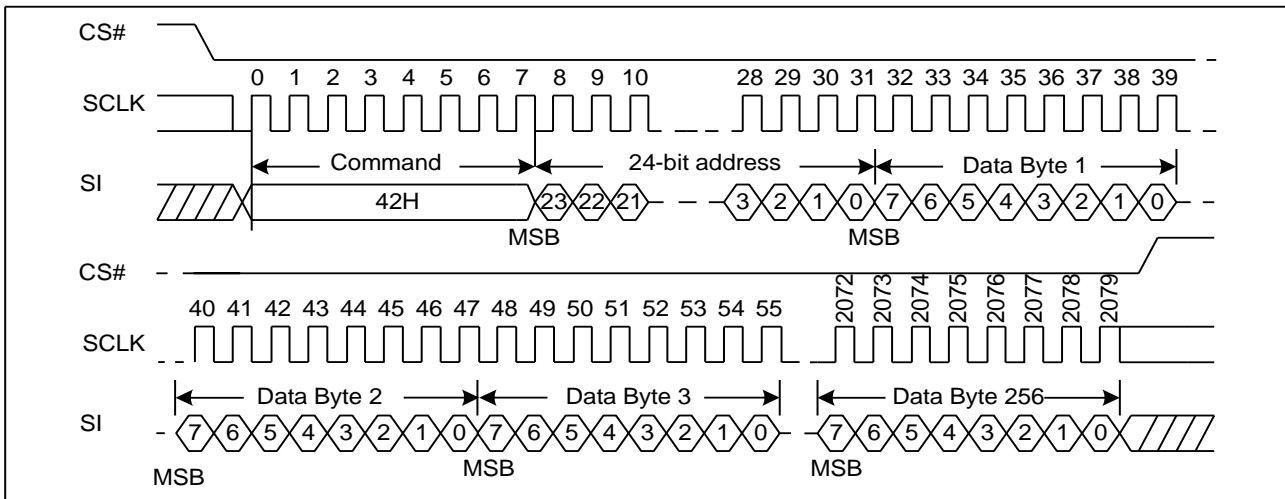 CS#
0 1 2 3 4 5 6 7 8 9 10 28 29 30 31 32 33 34 35 36 37 38 39
SCLK
Command 24-bit address Data Byte 1
SI
42H 23 22 21 3 2 1 0 7 6 5 4 3 2 1 0
MSB MSB
CS#
40 41 42 43 44 45 46 47 48 49 50 51 52 53 54 55 2072 2073 2074 2075 2076 2077 2078 2079
SCLK
Data Byte 2 Data Byte 3 Data Byte 256
SI
7 6 5 4 3 2 1 0 7 6 5 4 3 2 1 0 7 6 5 4 3 2 1 0
MSB MSB MSB